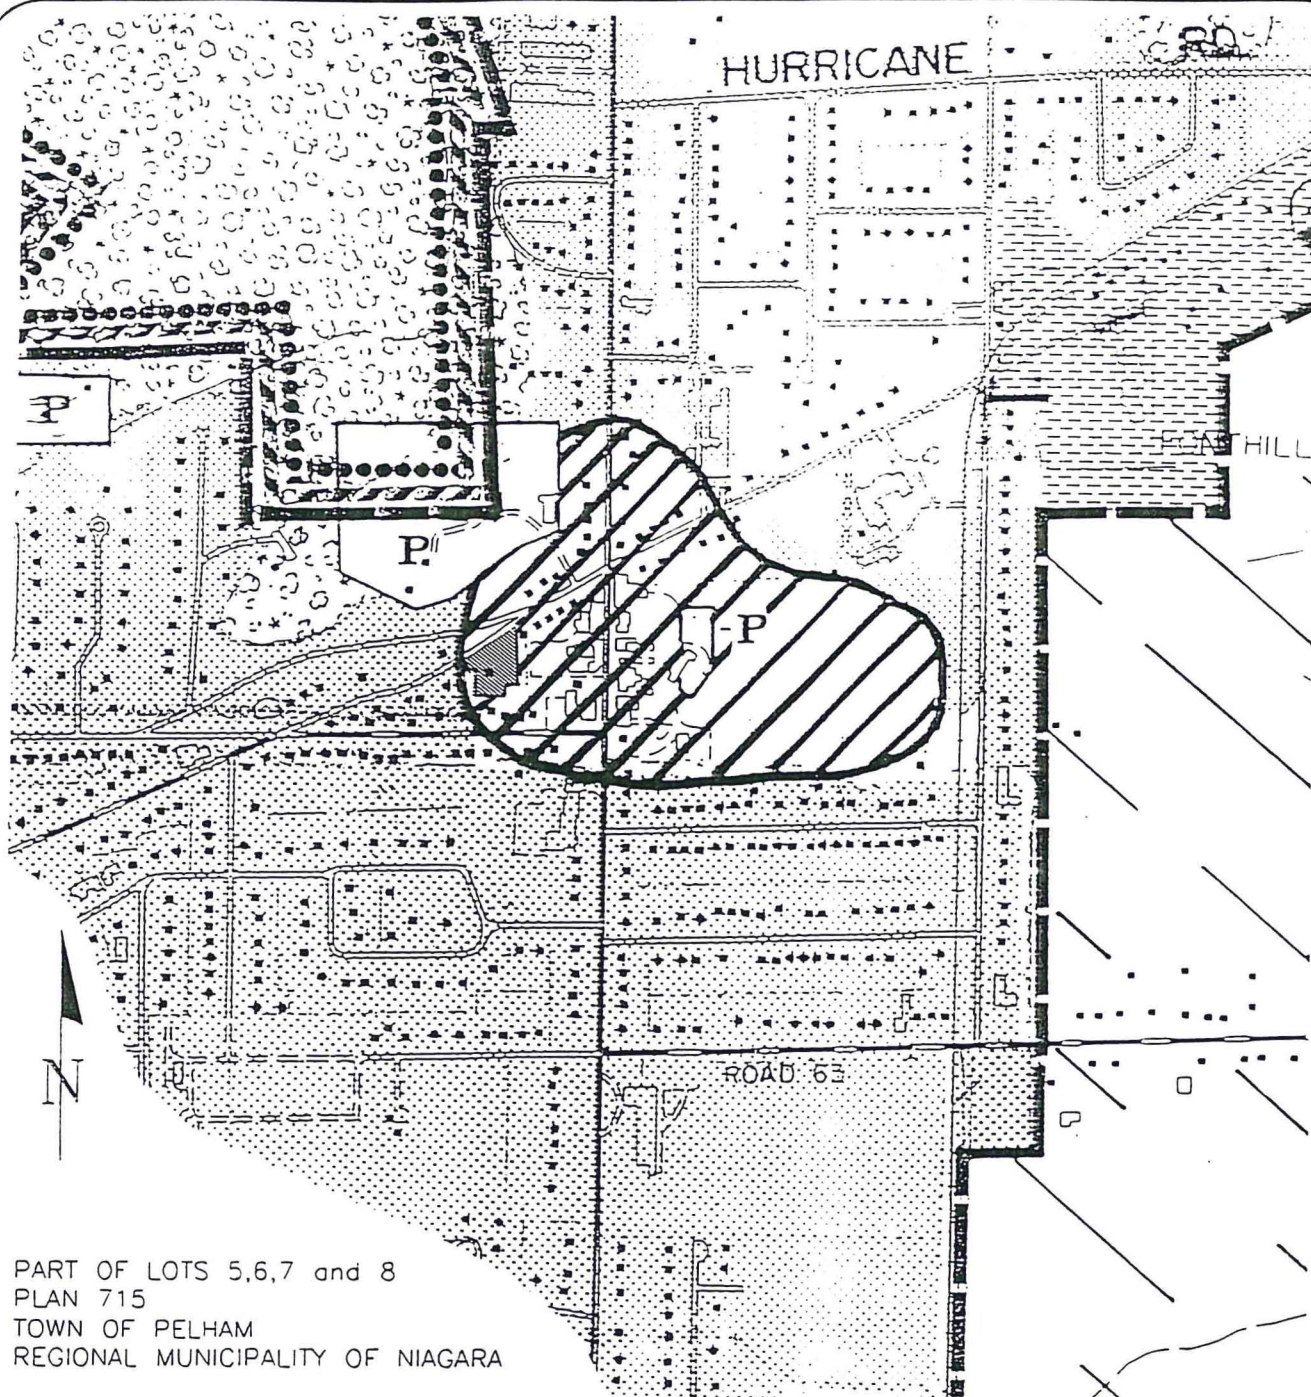 HURRICANE RD.
P
FONTHILL
P
P
ROAD 63
N
PART OF LOTS 5,6,7 and 8
PLAN 715
TOWN OF PELHAM
REGIONAL MUNICIPALITY OF NIAGARA